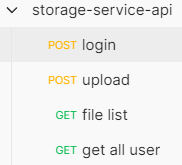 storage-service-api
POST login
POST upload
GET file list
GET get all user